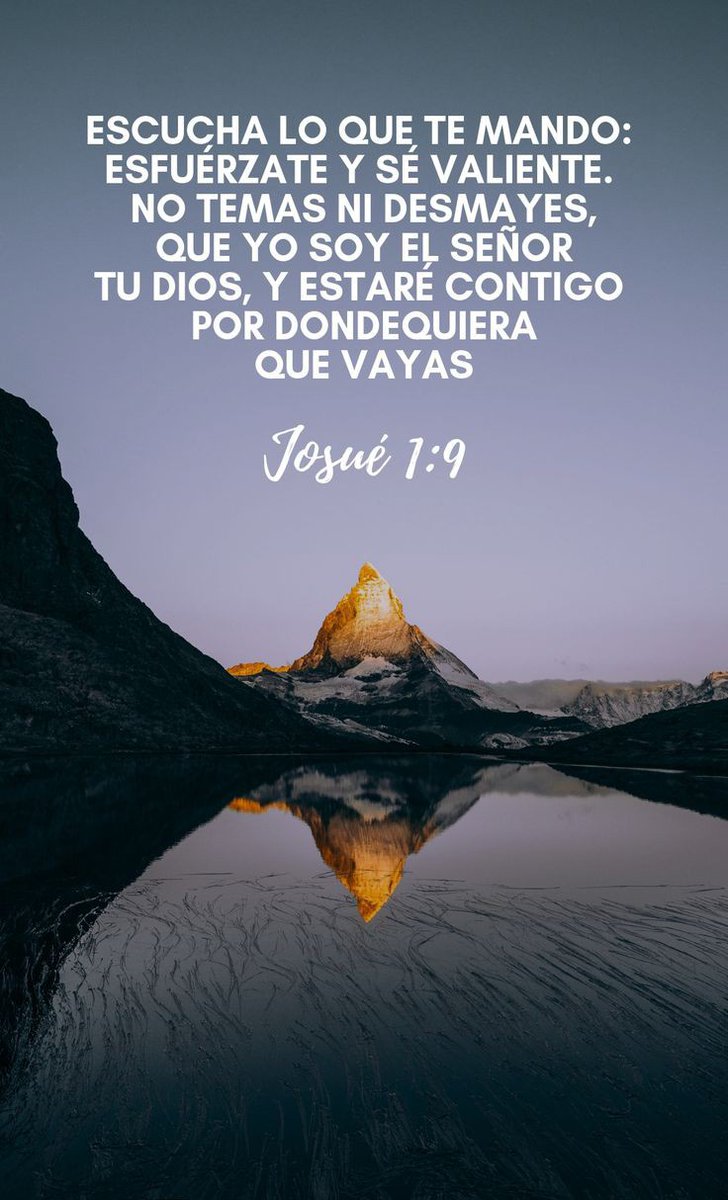 ESCUCHA LO QUE TE MANDO:
ESFUÉRZATE Y SÉ VALIENTE.
NO TEMAS NI DESMAYES,
QUE YO SOY EL SEÑOR
TU DIOS, Y ESTARÉ CONTIGO
POR DONDEQUIERA
QUE VAYAS
Josué 1:9